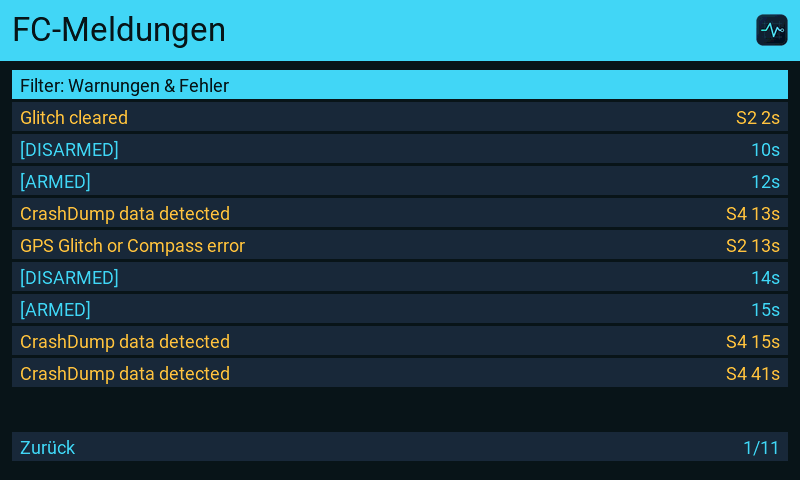 FC-Meldungen
Filter: Warnungen & Fehler
Glitch cleared S2 2s
[DISARMED] 10s
[ARMED] 12s
CrashDump data detected S4 13s
GPS Glitch or Compass error S2 13s
[DISARMED] 14s
[ARMED] 15s
CrashDump data detected S4 15s
CrashDump data detected S4 41s
Zurück 1/11